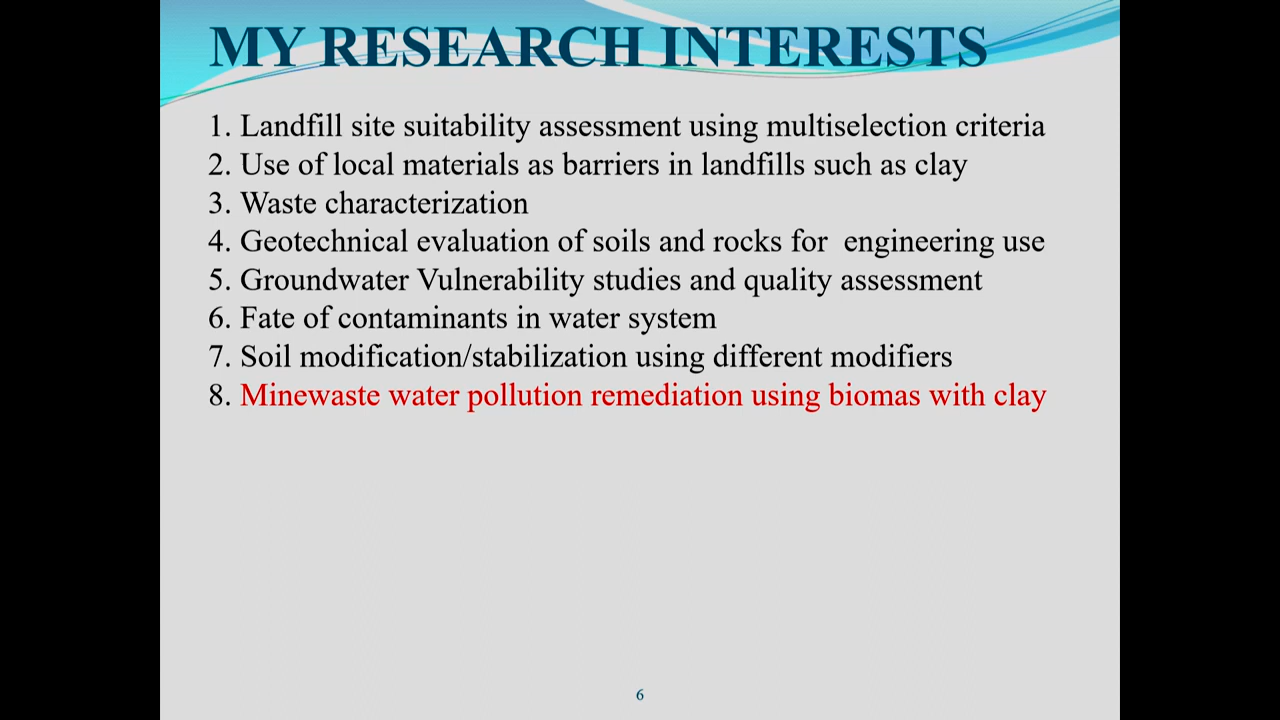 MY RESEARCH INTERESTS
1. Landfill site suitability assessment using multiselection criteria
2. Use of local materials as barriers in landfills such as clay
3. Waste characterization
4. Geotechnical evaluation of soils and rocks for  engineering use
5. Groundwater Vulnerability studies and quality assessment
6. Fate of contaminants in water system
7. Soil modification/stabilization using different modifiers
8. Minewaste water pollution remediation using biomas with clay
6